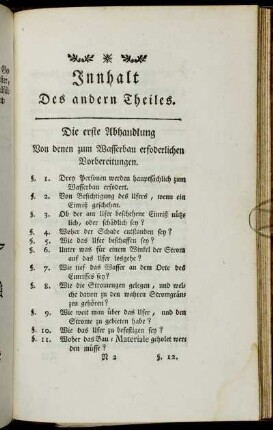 Innhalt
Des andern Theiles.
Die erste Abhandlung
Von denen zum Wasserbau erfoderlichen
Vorbereitungen.
§. 1. Drey Personen werden hauptsächlich zum
Wasserbau erfodert.
§. 2. Von Besichtigung des Ufers, wenn ein
Einriß geschehen.
§. 3. Ob der am Ufer beschehene Einriß nütz-
lich, oder schädlich sey?
§. 4. Woher der Schade entstanden sey?
§. 5. Wie das Ufer beschaffen sey?
§. 6. Unter was für einem Winkel der Strom
auf das Ufer losgehe?
§. 7. Wie tief das Wasser an dem Orte des
Einrisses sey?
§. 8. Wie die Stromengen gelegen, und wel-
che davon zu den wahren Stromgrän-
zen gehören?
§. 9. Wie weit man über das Ufer, und den
Strome zu gebieten habe?
§. 10. Wie das Ufer zu befestigen sey?
§. 11. Woher das Bau-Materiale geholet wer-
den müsse?
N 2 §. 12.